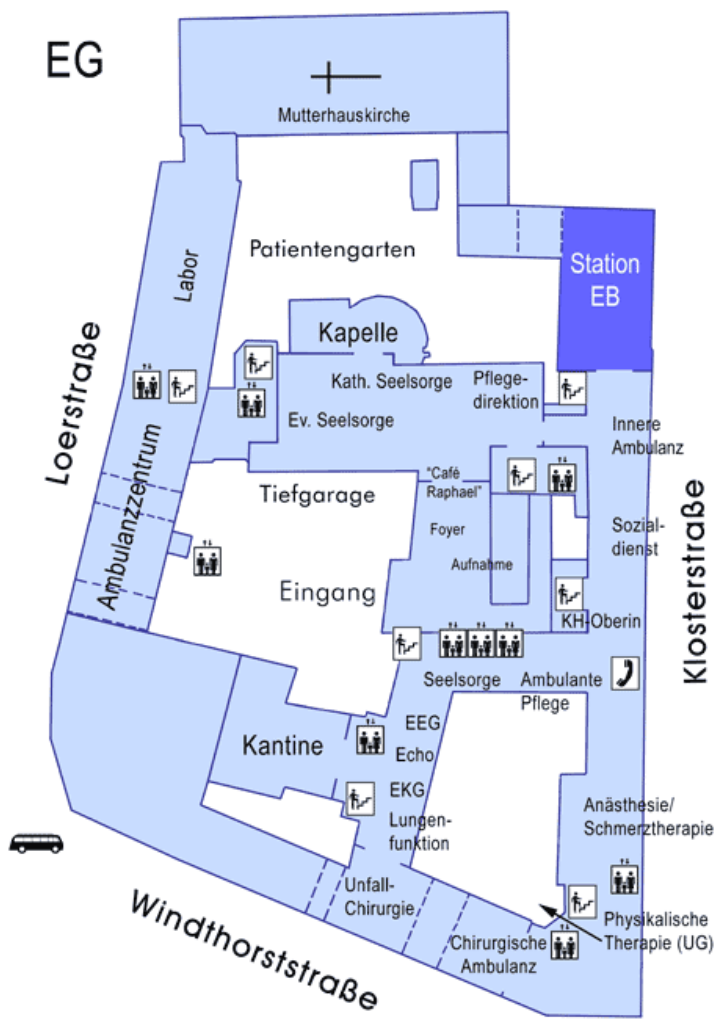 EG
Mutterhauskirche
Patientengarten
Labor
Station
EB
Kapelle
Loerstraße
Kath. Seelsorge
Pflege-
direktion
Ev. Seelsorge
Innere
Ambulanz
Ambulanzzentrum
"Café
Raphael"
Tiefgarage
Foyer
Sozial-
dienst
Klosterstraße
Aufnahme
Eingang
KH-Oberin
Seelsorge
Ambulante
Pflege
EEG
Kantine
Echo
EKG
Lungen-
funktion
Anästhesie/
Schmerztherapie
Unfall-
Chirurgie
Windthorststraße
Physikalische
Therapie (UG)
Chirurgische
Ambulanz